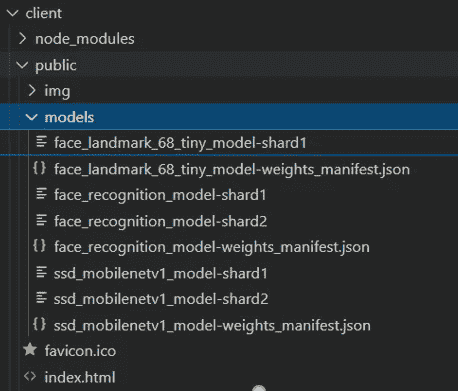 client
node_modules
public
img
models
face_landmark_68_tiny_model-shard1
face_landmark_68_tiny_model-weights_manifest.json
face_recognition_model-shard1
face_recognition_model-shard2
face_recognition_model-weights_manifest.json
ssd_mobilenetv1_model-shard1
ssd_mobilenetv1_model-shard2
ssd_mobilenetv1_model-weights_manifest.json
favicon.ico
index.html